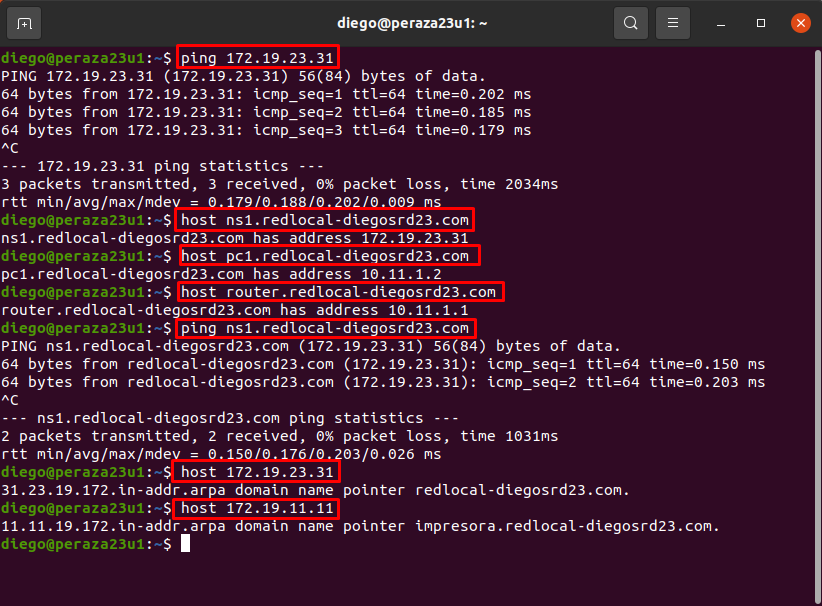 diego@peraza23u1: ~
diego@peraza23u1:~$ ping 172.19.23.31
PING 172.19.23.31 (172.19.23.31) 56(84) bytes of data.
64 bytes from 172.19.23.31: icmp_seq=1 ttl=64 time=0.202 ms
64 bytes from 172.19.23.31: icmp_seq=2 ttl=64 time=0.185 ms
64 bytes from 172.19.23.31: icmp_seq=3 ttl=64 time=0.179 ms
^C
--- 172.19.23.31 ping statistics ---
3 packets transmitted, 3 received, 0% packet loss, time 2034ms
rtt min/avg/max/mdev = 0.179/0.188/0.202/0.009 ms
diego@peraza23u1:~$ host ns1.redlocal-diegosrd23.com
ns1.redlocal-diegosrd23.com has address 172.19.23.31
diego@peraza23u1:~$ host pc1.redlocal-diegosrd23.com
pc1.redlocal-diegosrd23.com has address 10.11.1.2
diego@peraza23u1:~$ host router.redlocal-diegosrd23.com
router.redlocal-diegosrd23.com has address 10.11.1.1
diego@peraza23u1:~$ ping ns1.redlocal-diegosrd23.com
PING ns1.redlocal-diegosrd23.com (172.19.23.31) 56(84) bytes of data.
64 bytes from redlocal-diegosrd23.com (172.19.23.31): icmp_seq=1 ttl=64 time=0.150 ms
64 bytes from redlocal-diegosrd23.com (172.19.23.31): icmp_seq=2 ttl=64 time=0.203 ms
^C
--- ns1.redlocal-diegosrd23.com ping statistics ---
2 packets transmitted, 2 received, 0% packet loss, time 1031ms
rtt min/avg/max/mdev = 0.150/0.176/0.203/0.026 ms
diego@peraza23u1:~$ host 172.19.23.31
31.23.19.172.in-addr.arpa domain name pointer redlocal-diegosrd23.com.
diego@peraza23u1:~$ host 172.19.11.11
11.11.19.172.in-addr.arpa domain name pointer impresora.redlocal-diegosrd23.com.
diego@peraza23u1:~$